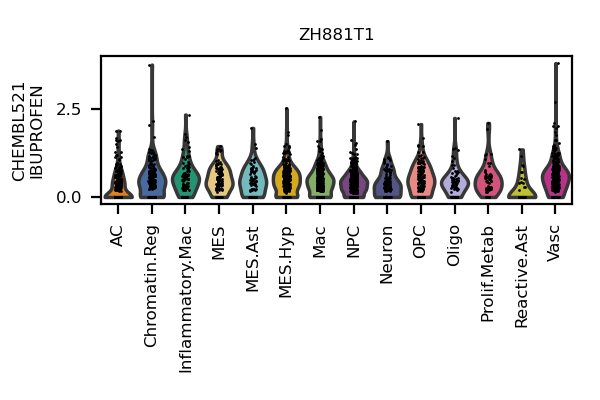 ZH881T1
CHEMBL521
IBUPROFEN
2.5
0.0
AC
Chromatin.Reg
Inflammatory.Mac
MES
MES.Ast
MES.Hyp
Mac
NPC
Neuron
OPC
Oligo
Prolif.Metab
Reactive.Ast
Vasc